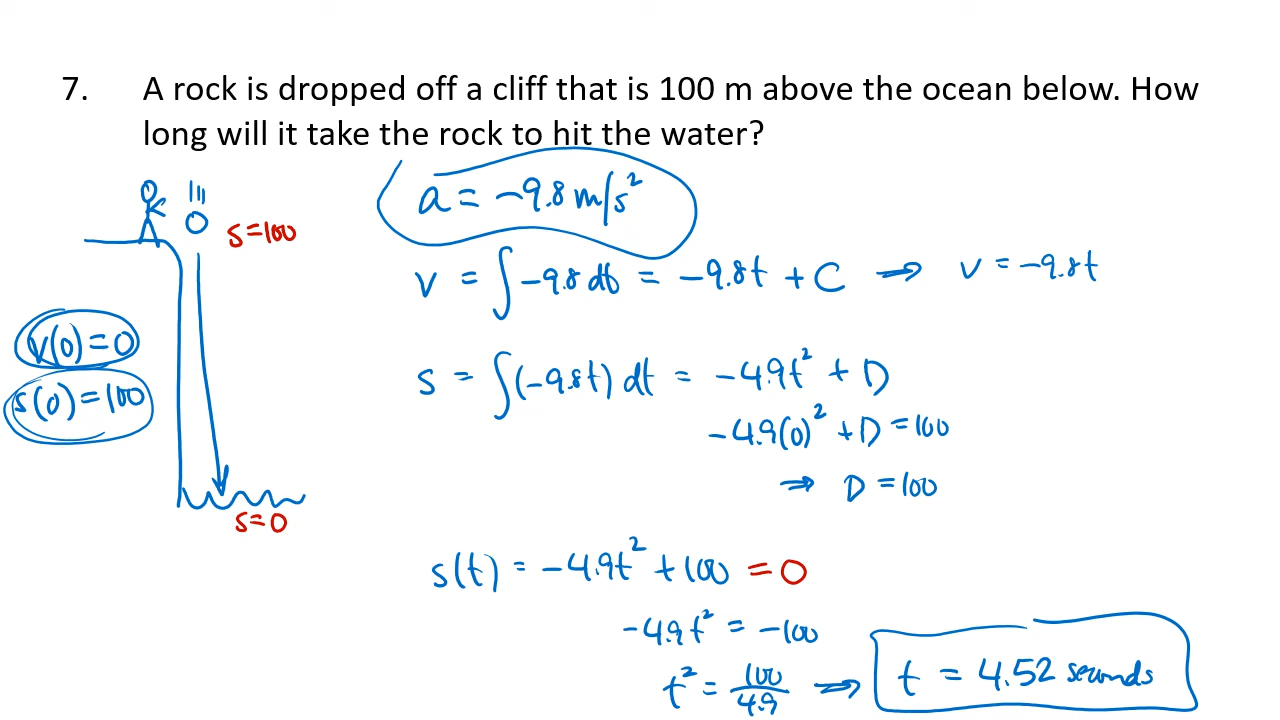 7. A rock is dropped off a cliff that is 100 m above the ocean below. How
long will it take the rock to hit the water?
a = -9.8 m/s²
s=100
v = ∫ -9.8 dt = -9.8t + C ⇒ v = -9.8t
v(0) = 0
s = ∫(-9.8t) dt = -4.9t² + D
s(0) = 100
-4.9(0)² + D = 100
⇒ D = 100
s=0
s(t) = -4.9t² + 100 = 0
-4.9t² = -100
t² = 100/4.9 ⇒ t = 4.52 seconds